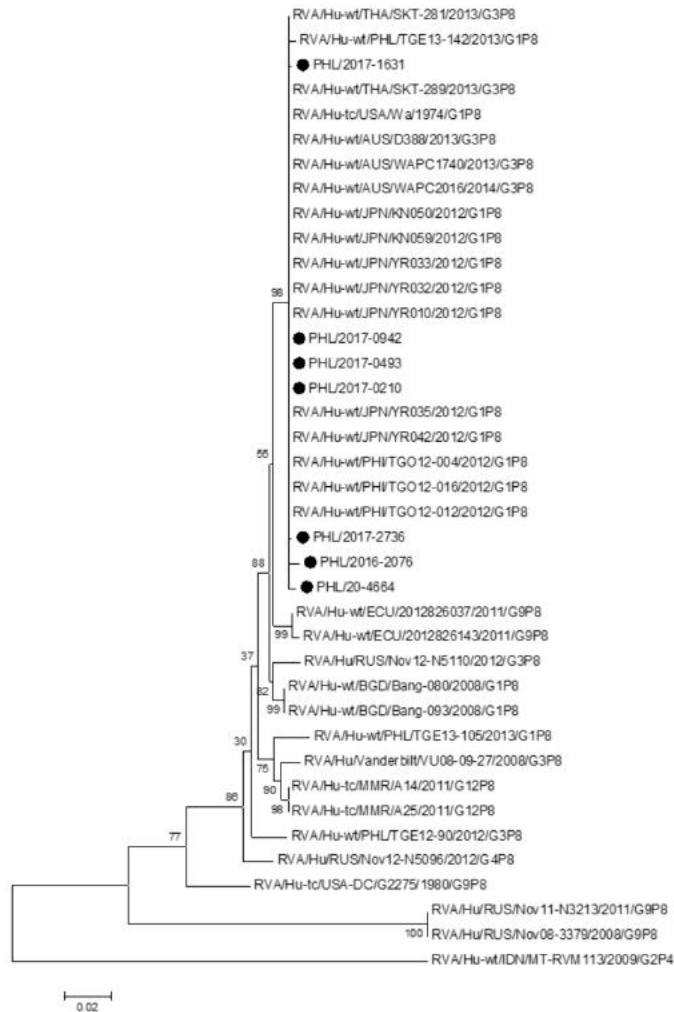 RVA/Hu-wt/THA/SKT-281/2013/G3P8
RVA/Hu-wt/PHL/TGE13-142/2013/G1P8
PHL/2017-1631
RVA/Hu-wt/THA/SKT-289/2013/G3P8
RVA/Hu-tc/USA/Wa/1974/G1P8
RVA/Hu-wt/AUS/D388/2013/G3P8
RVA/Hu-wt/AUS/WAPC1740/2013/G3P8
RVA/Hu-wt/AUS/WAPC2016/2014/G3P8
RVA/Hu-wt/JPN/KN050/2012/G1P8
RVA/Hu-wt/JPN/KN059/2012/G1P8
RVA/Hu-wt/JPN/YR033/2012/G1P8
RVA/Hu-wt/JPN/YR032/2012/G1P8
98
RVA/Hu-wt/JPN/YR010/2012/G1P8
PHL/2017-0942
PHL/2017-0493
PHL/2017-0210
RVA/Hu-wt/JPN/YR035/2012/G1P8
RVA/Hu-wt/JPN/YR042/2012/G1P8
55
RVA/Hu-wt/PHI/TGO12-004/2012/G1P8
RVA/Hu-wt/PHI/TGO12-016/2012/G1P8
RVA/Hu-wt/PHI/TGO12-012/2012/G1P8
PHL/2017-2736
88
PHL/2016-2076
PHL/20-4664
RVA/Hu-wt/ECU/2012826037/2011/G9P8
99
RVA/Hu-wt/ECU/2012826143/2011/G9P8
37
RVA/Hu/RUS/Nov12-N5110/2012/G3P8
82
RVA/Hu-wt/BGD/Bang-080/2008/G1P8
99
RVA/Hu-wt/BGD/Bang-093/2008/G1P8
30
RVA/Hu-wt/PHL/TGE13-105/2013/G1P8
75
RVA/Hu/Vanderbilt/VU08-09-27/2008/G3P8
90
RVA/Hu-tc/MMR/A14/2011/G12P8
98
RVA/Hu-tc/MMR/A25/2011/G12P8
86
RVA/Hu-wt/PHL/TGE12-90/2012/G3P8
77
RVA/Hu/RUS/Nov12-N5096/2012/G4P8
RVA/Hu-tc/USA-DC/G2275/1980/G9P8
RVA/Hu/RUS/Nov11-N3213/2011/G9P8
100
RVA/Hu/RUS/Nov08-3379/2008/G9P8
RVA/Hu-wt/IDN/MT-RVM113/2009/G2P4
0.02